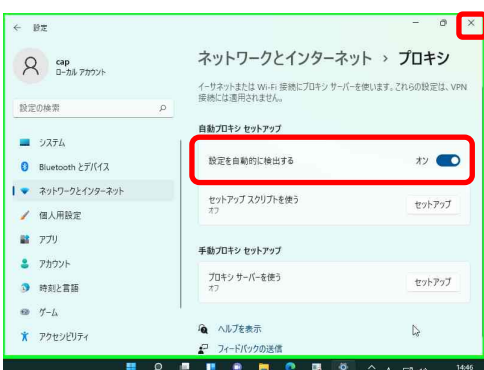 ← 設定
cap
ローカル アカウント
設定の検索
システム
Bluetooth とデバイス
ネットワークとインターネット
個人用設定
アプリ
アカウント
時刻と言語
ゲーム
アクセシビリティ
ネットワークとインターネット › プロキシ
イーサネットまたは Wi-Fi 接続にプロキシ サーバーを使います。これらの設定は、VPN
接続には適用されません。
自動プロキシ セットアップ
設定を自動的に検出する オン
セットアップ スクリプトを使う
オフ
セットアップ
手動プロキシ セットアップ
プロキシ サーバーを使う
オフ
セットアップ
ヘルプを表示
フィードバックの送信
14:46